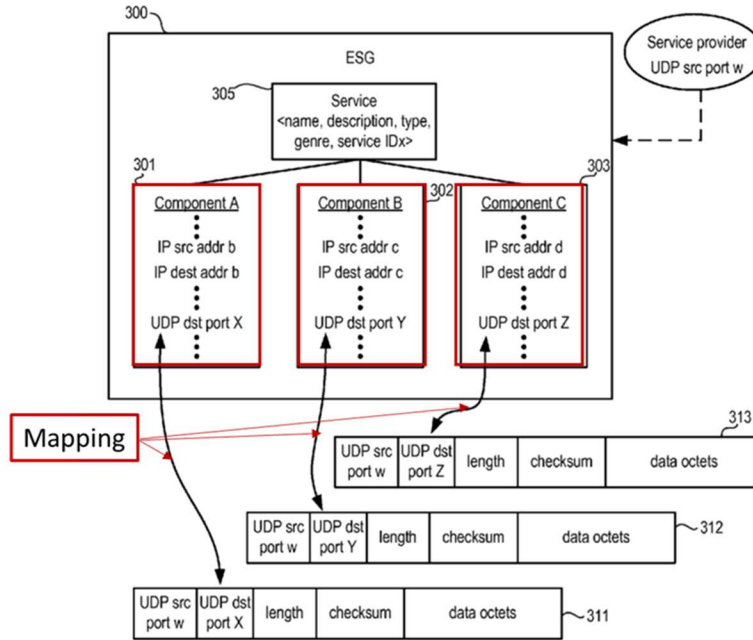 300
ESG
Service provider
UDP src port w
305
Service
<name, description, type,
genre, service IDx>
301
302
303
Component A
IP src addr b
IP dest addr b
UDP dst port X
Component B
IP src addr c
IP dest addr c
UDP dst port Y
Component C
IP src addr d
IP dest addr d
UDP dst port Z
Mapping
313
UDP src
port w
UDP dst
port Z
length
checksum
data octets
UDP src
port w
UDP dst
port Y
length
checksum
data octets
312
UDP src
port w
UDP dst
port X
length
checksum
data octets
311